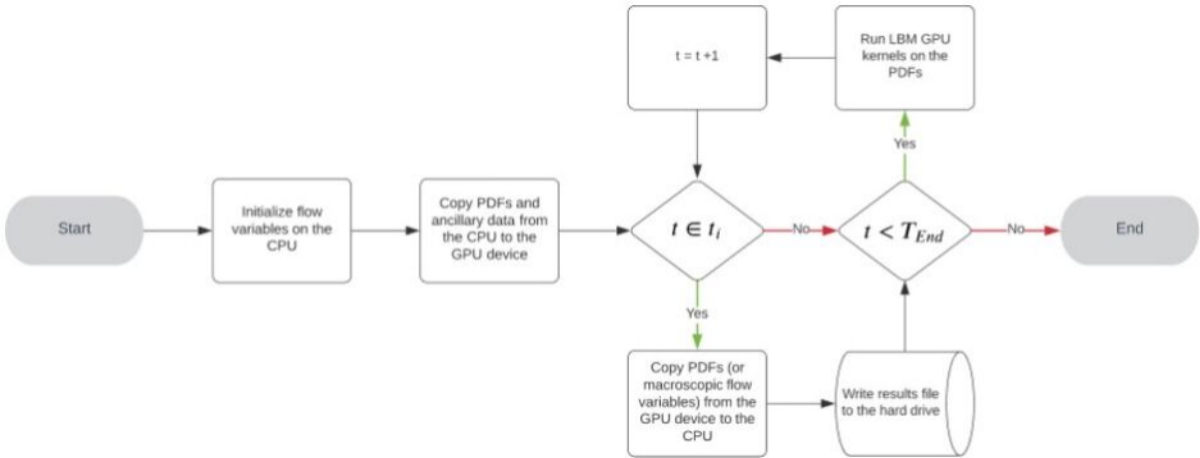 t = t +1
Run LBM GPU
kernels on the
PDFs
Yes
Start
Initialize flow
variables on the
CPU
Copy PDFs and
ancillary data from
the CPU to the
GPU device
t ∈ tᵢ
No
t < T_End
No
End
Yes
Copy PDFs (or
macroscopic flow
variables) from the
GPU device to the
CPU
Write results file
to the hard drive